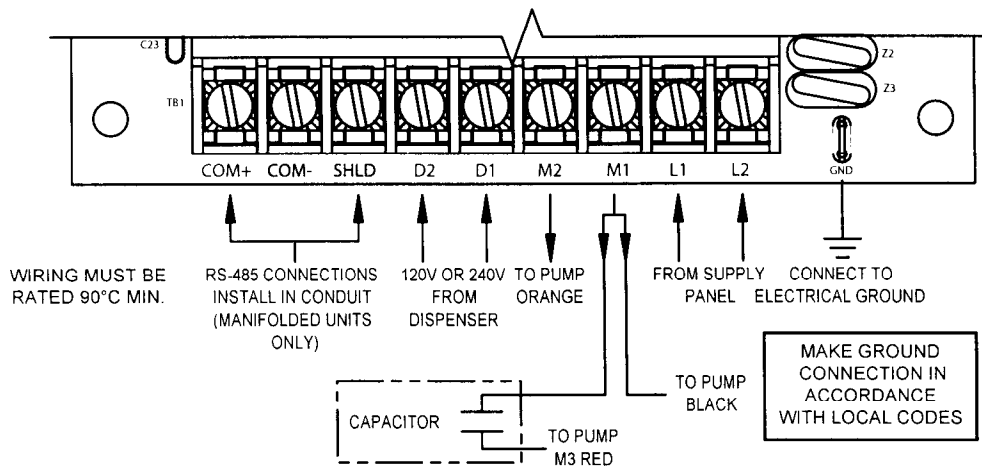 C23
Z2
Z3
TB1
COM+ COM- SHLD D2 D1 M2 M1 L1 L2
GND
WIRING MUST BE
RATED 90°C MIN.
RS-485 CONNECTIONS
INSTALL IN CONDUIT
(MANIFOLDED UNITS
ONLY)
120V OR 240V
FROM
DISPENSER
TO PUMP
ORANGE
FROM SUPPLY
PANEL
CONNECT TO
ELECTRICAL GROUND
MAKE GROUND
CONNECTION IN
ACCORDANCE
WITH LOCAL CODES
TO PUMP
BLACK
CAPACITOR
TO PUMP
M3 RED